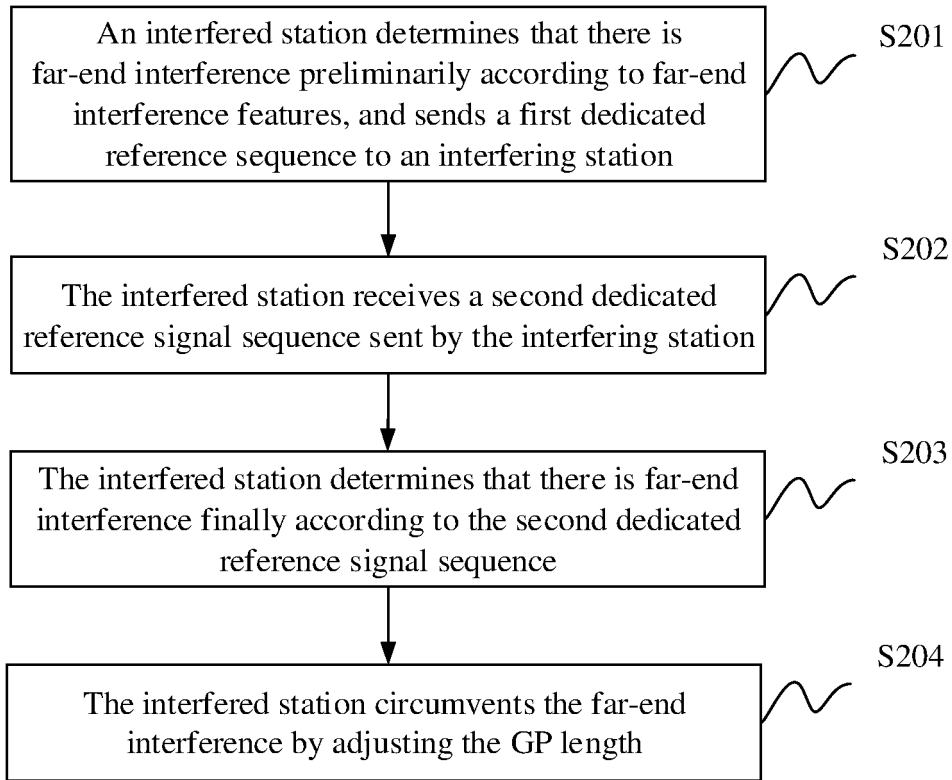 An interfered station determines that there is
far-end interference preliminarily according to far-end
interference features, and sends a first dedicated
reference sequence to an interfering station
S201
The interfered station receives a second dedicated
reference signal sequence sent by the interfering station
S202
The interfered station determines that there is far-end
interference finally according to the second dedicated
reference signal sequence
S203
The interfered station circumvents the far-end
interference by adjusting the GP length
S204